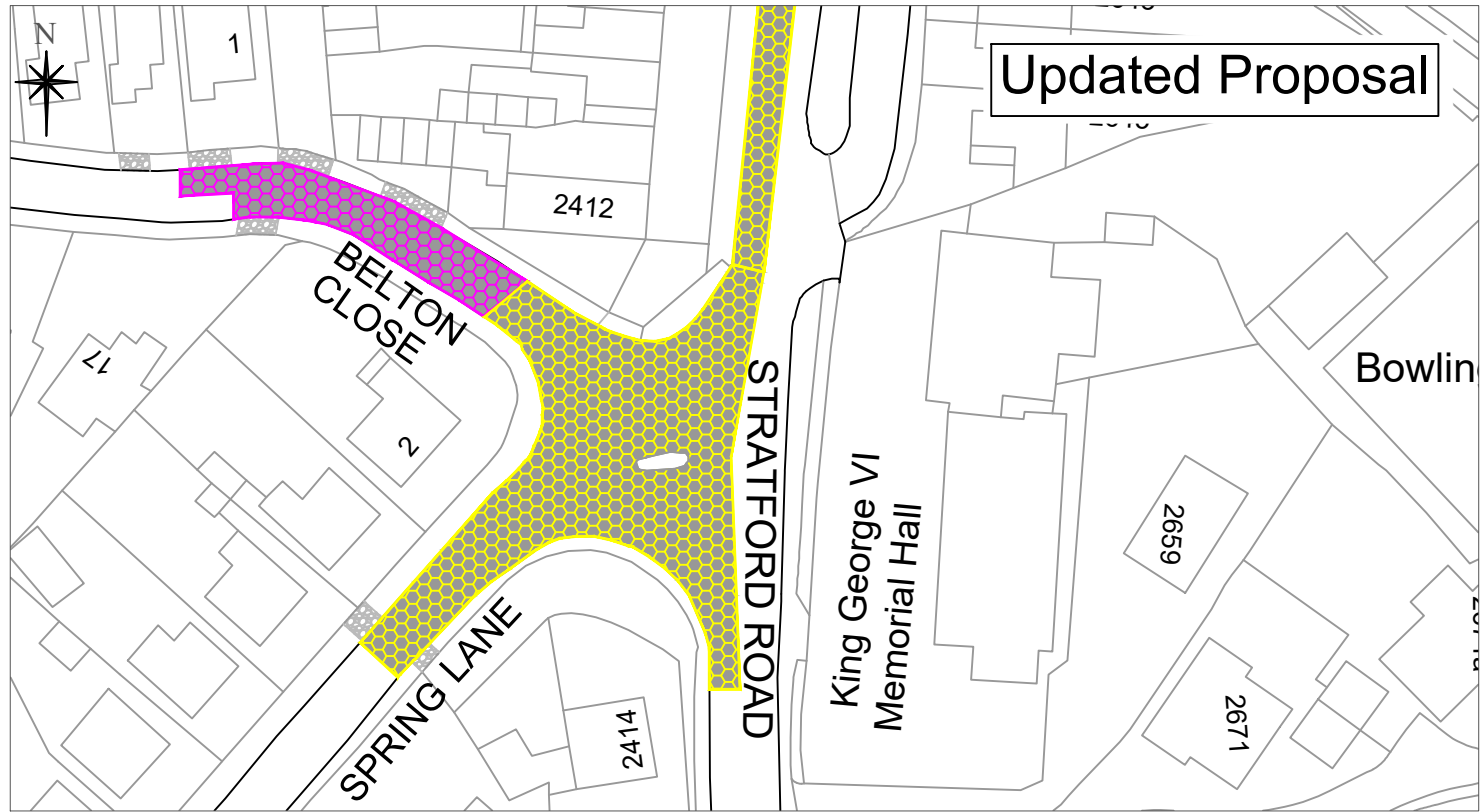 N
1
Updated Proposal
2412
BELTON
CLOSE
17
2
STRATFORD ROAD
Bowlin
King George VI
Memorial Hall
2659
SPRING LANE
2414
2671